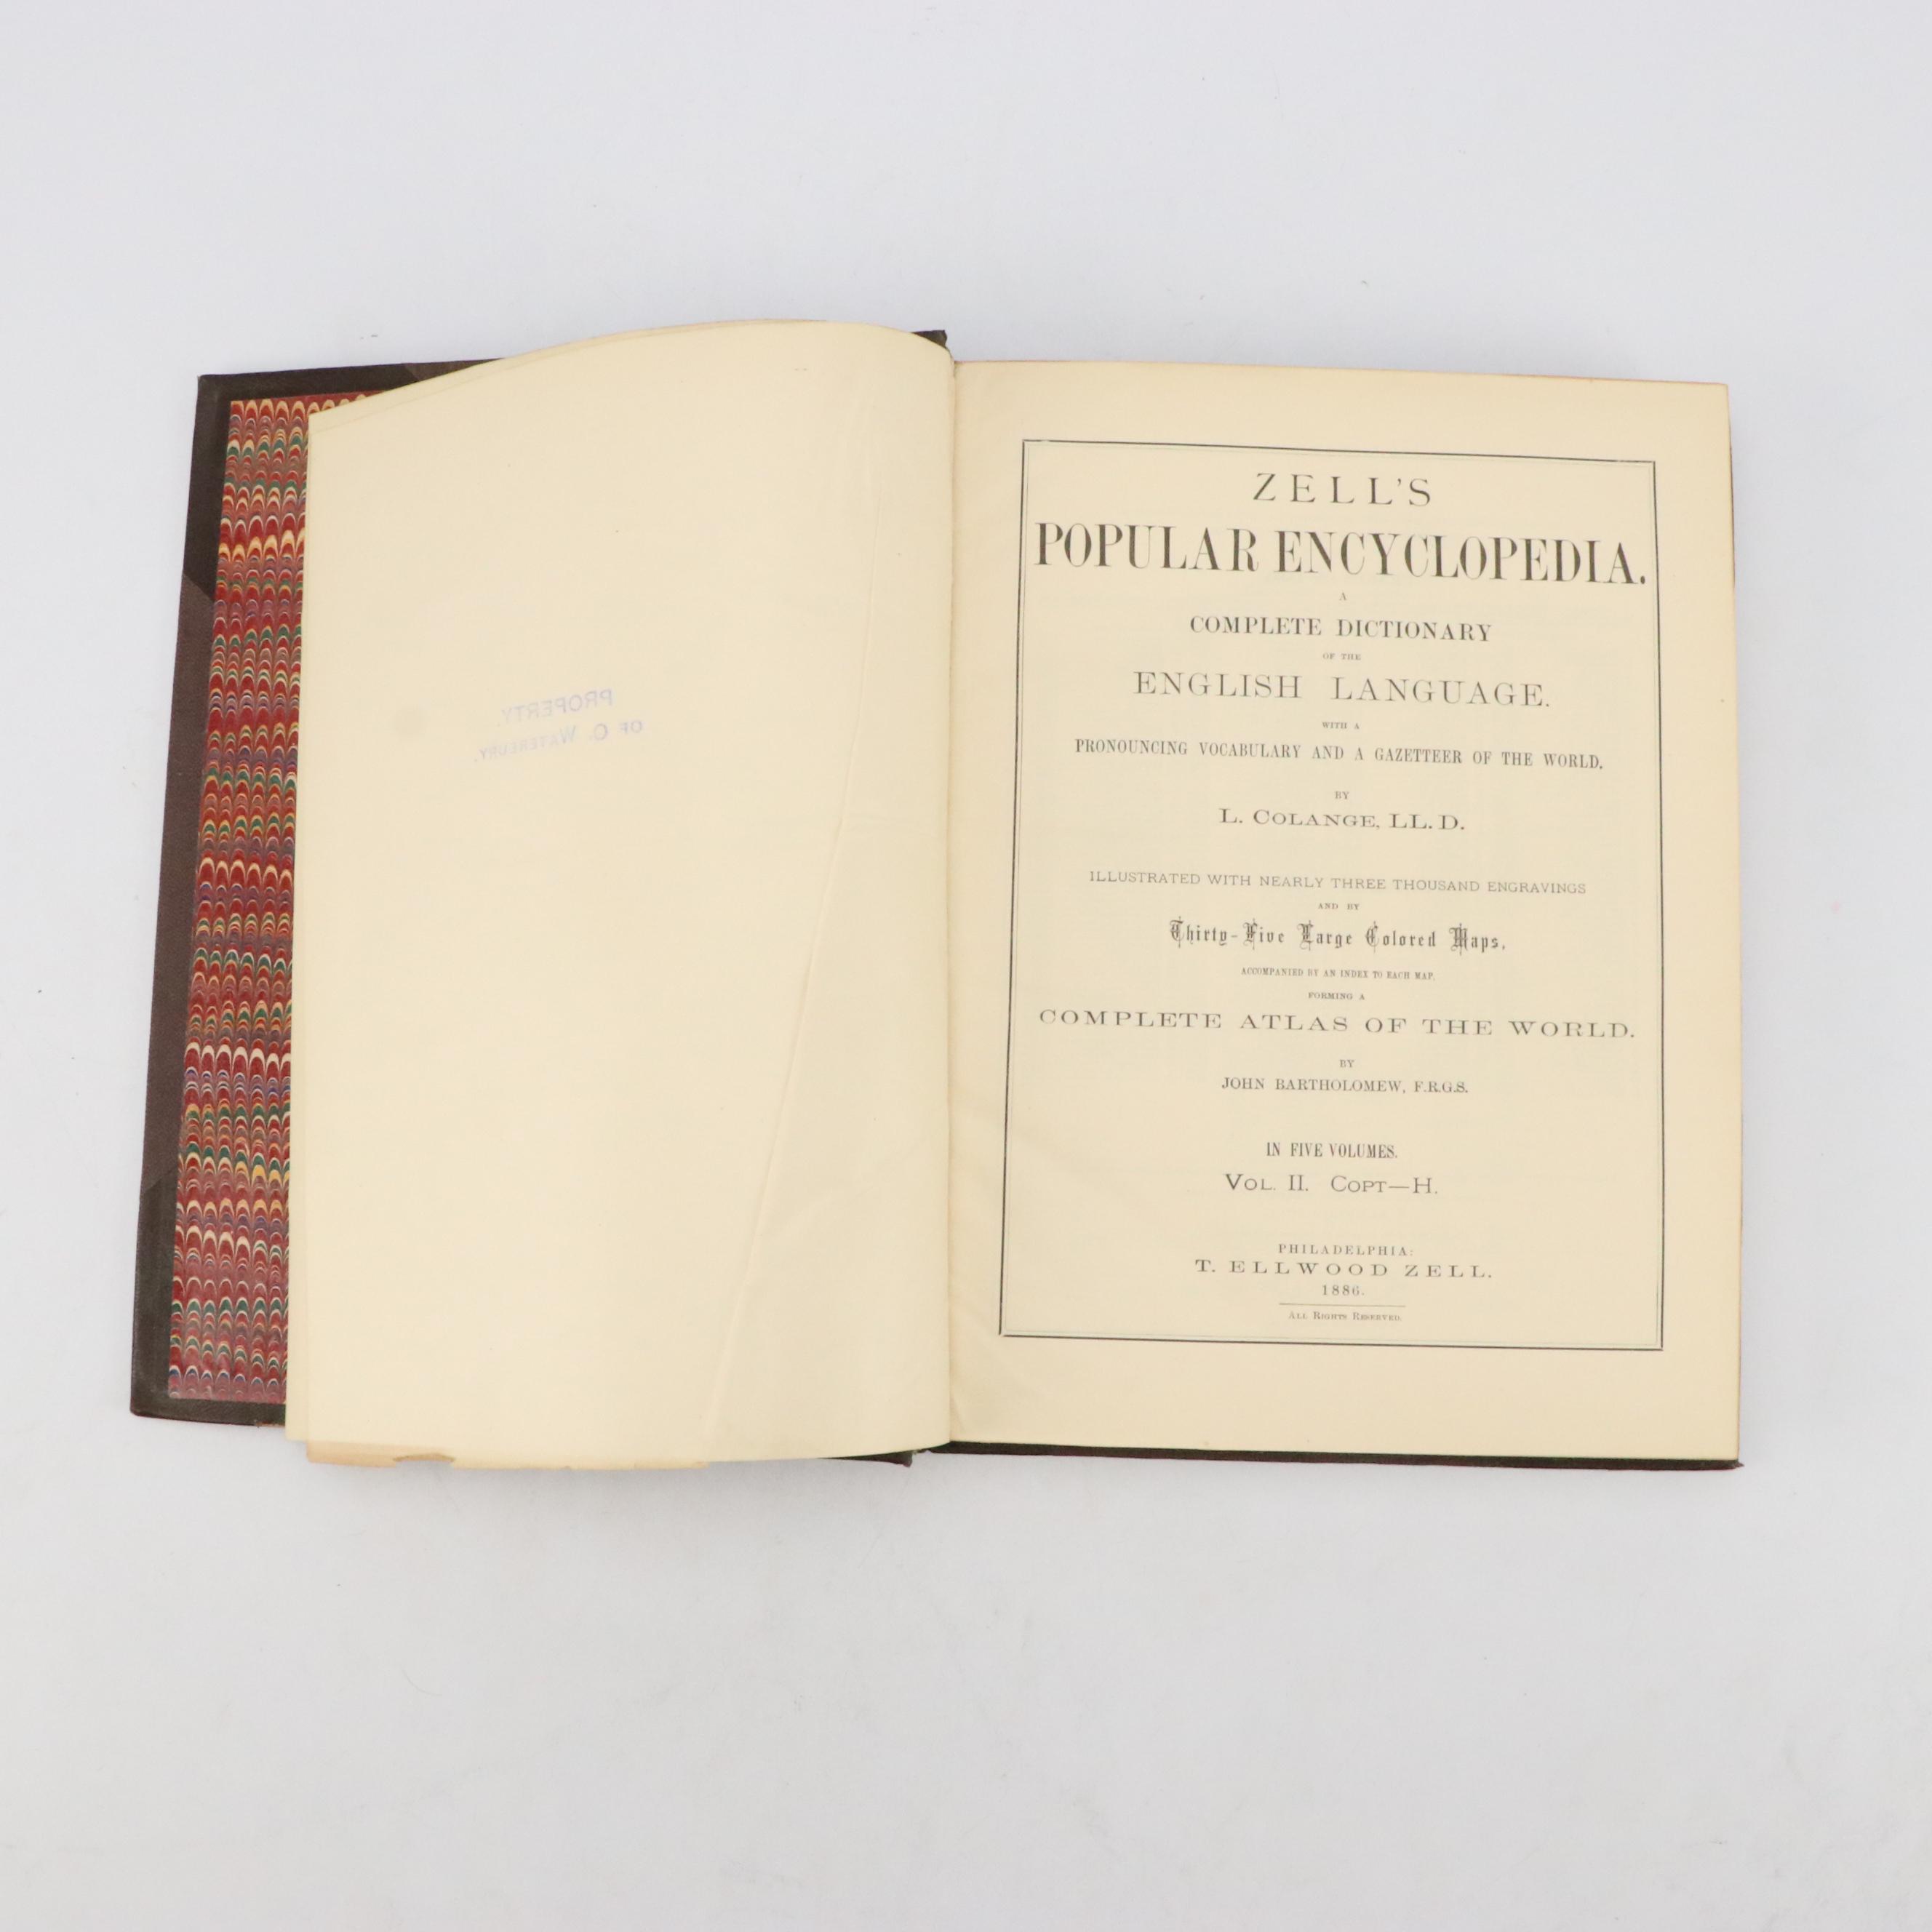 PROPERTY
OF C. WATERBURY.
ZELL'S
POPULAR ENCYCLOPEDIA.
A
COMPLETE DICTIONARY
OF THE
ENGLISH LANGUAGE.
WITH A
PRONOUNCING VOCABULARY AND A GAZETTEER OF THE WORLD.
BY
L. COLANGE, LL. D.
ILLUSTRATED WITH NEARLY THREE THOUSAND ENGRAVINGS
AND BY
Thirty-Five Large Colored Maps,
ACCOMPANIED BY AN INDEX TO EACH MAP,
FORMING A
COMPLETE ATLAS OF THE WORLD.
BY
JOHN BARTHOLOMEW, F.R.G.S.
IN FIVE VOLUMES.
VOL. II. COPT—H.
PHILADELPHIA:
T. ELLWOOD ZELL.
1886.
ALL RIGHTS RESERVED.